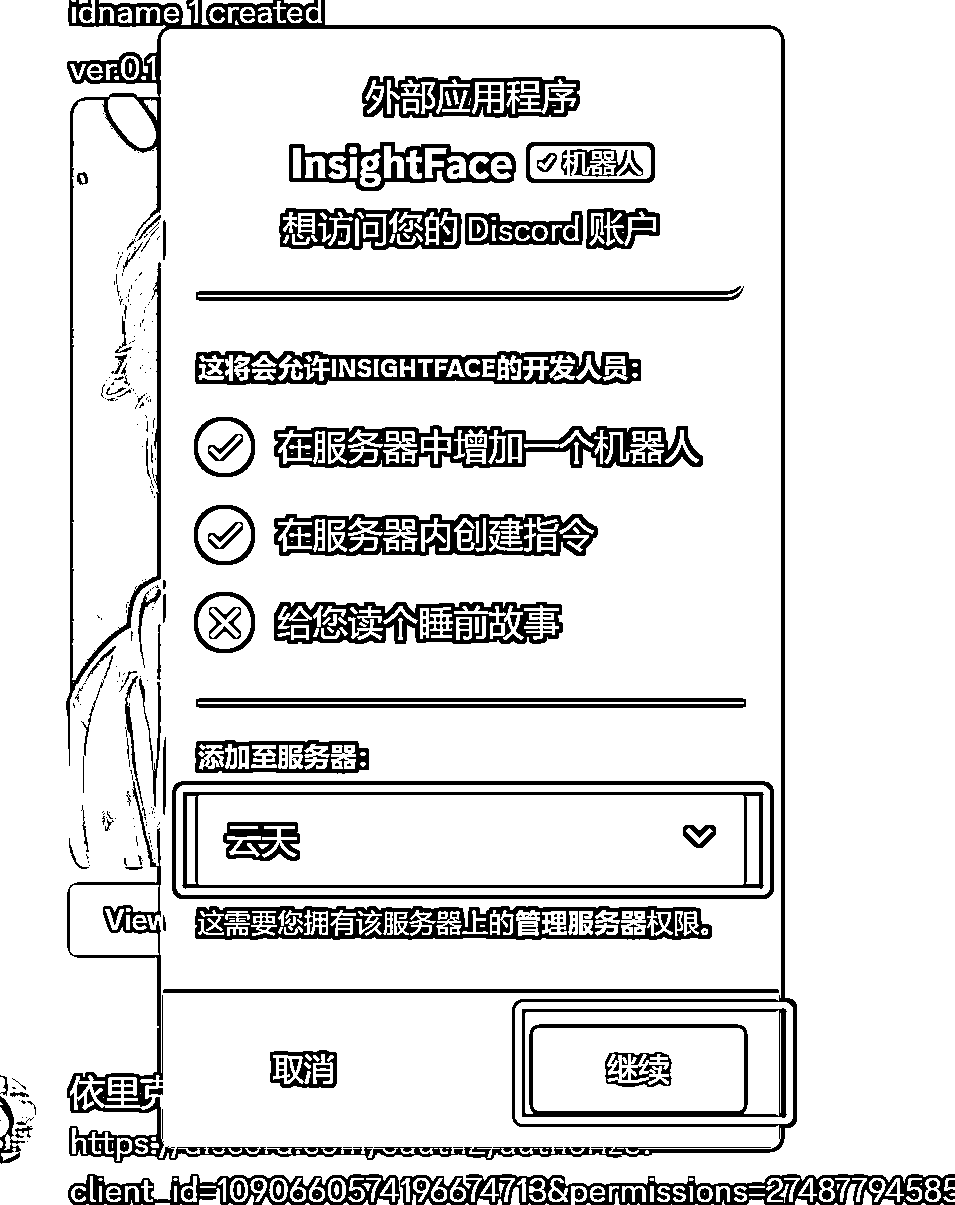 idname 1 created
ver.0.1
外部应用程序
InsightFace 机器人
想访问您的 Discord 账户
这将会允许INSIGHTFACE的开发人员：
在服务器中增加一个机器人
在服务器内创建指令
给您读个睡前故事
添加至服务器：
云天
View
这需要您拥有该服务器上的管理服务器权限。
取消
继续
依里克
https://discord.com/oauth2/authorize?
client_id=1090660574196674713&permissions=27487794585